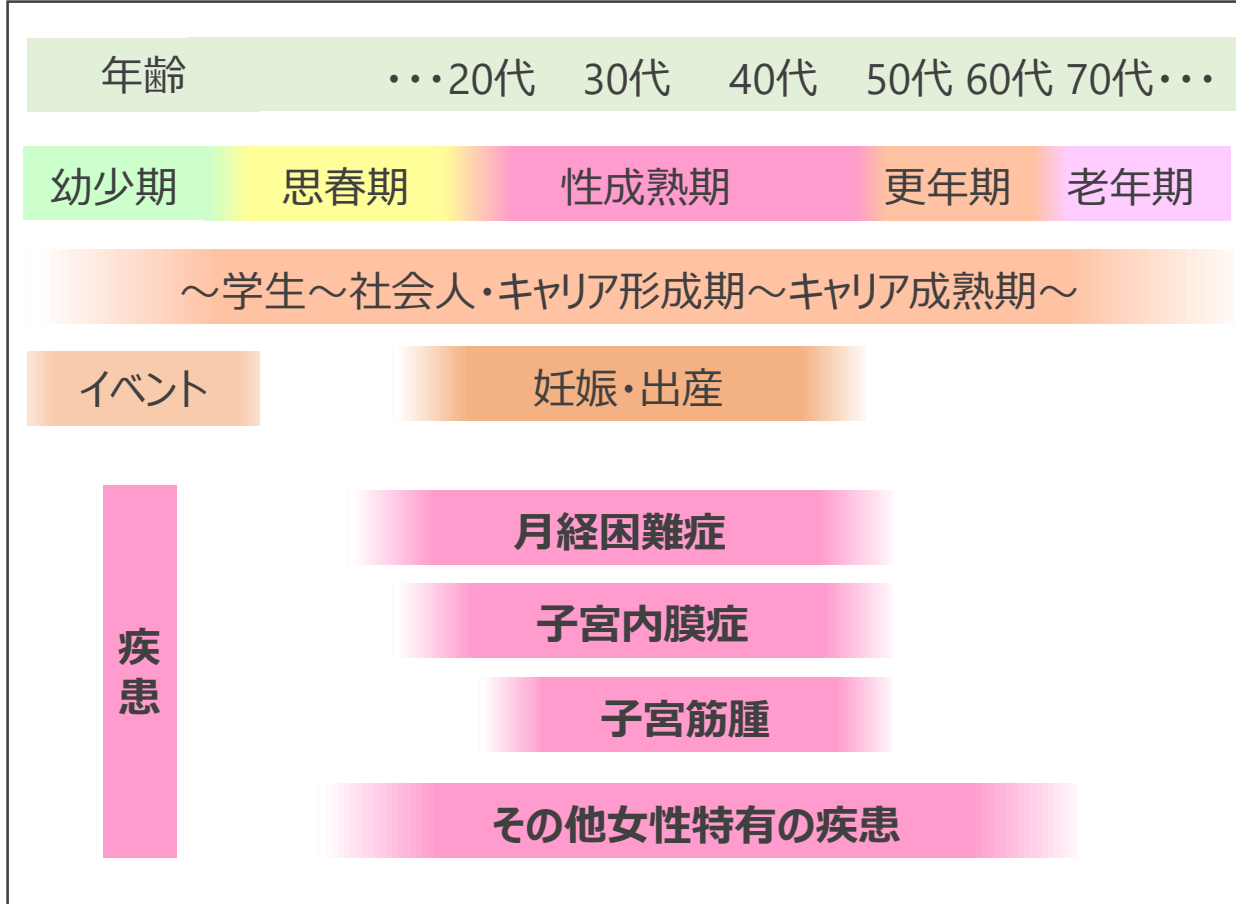 年齢 ・・・20代 30代 40代 50代 60代 70代・・・
幼少期 思春期 性成熟期 更年期 老年期
～学生～社会人・キャリア形成期～キャリア成熟期～
イベント 妊娠・出産
疾患
月経困難症
子宮内膜症
子宮筋腫
その他女性特有の疾患